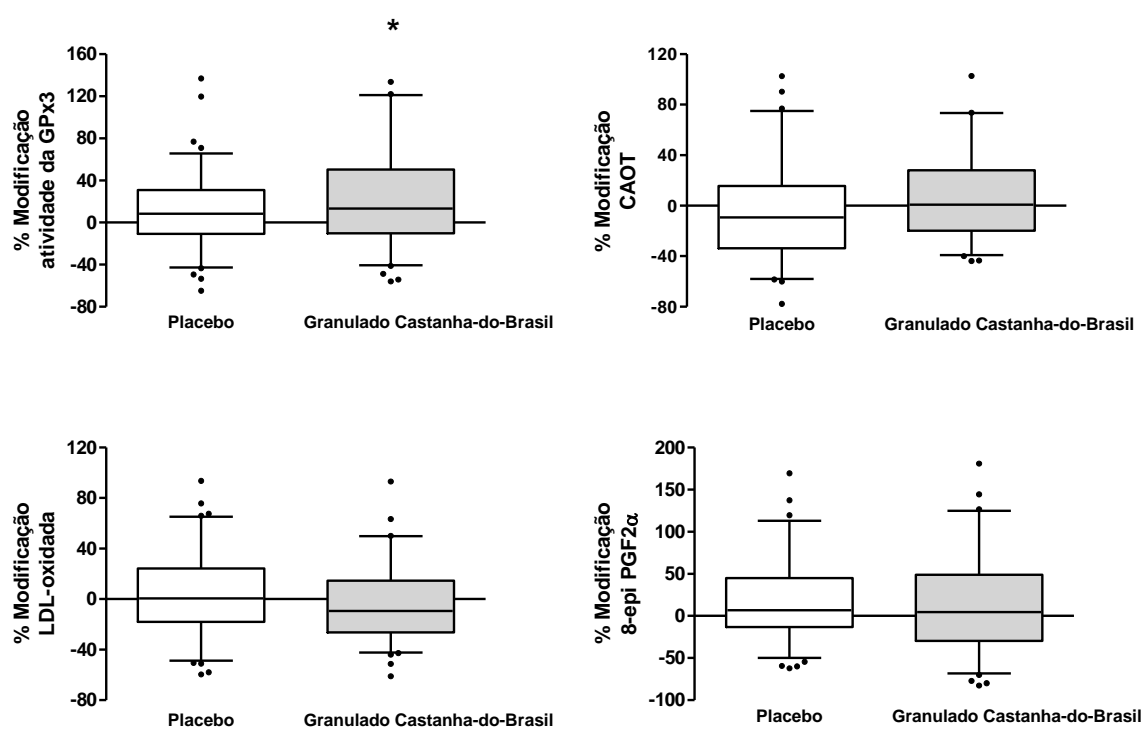 *
% Modificação
atividade da GPx3
160
120
80
40
0
-40
-80
Placebo
Granulado Castanha-do-Brasil
% Modificação
CAOT
120
80
40
0
-40
-80
Placebo
Granulado Castanha-do-Brasil
% Modificação
LDL-oxidada
120
80
40
0
-40
-80
Placebo
Granulado Castanha-do-Brasil
% Modificação
8-epi PGF2α
200
150
100
50
0
-50
-100
Placebo
Granulado Castanha-do-Brasil